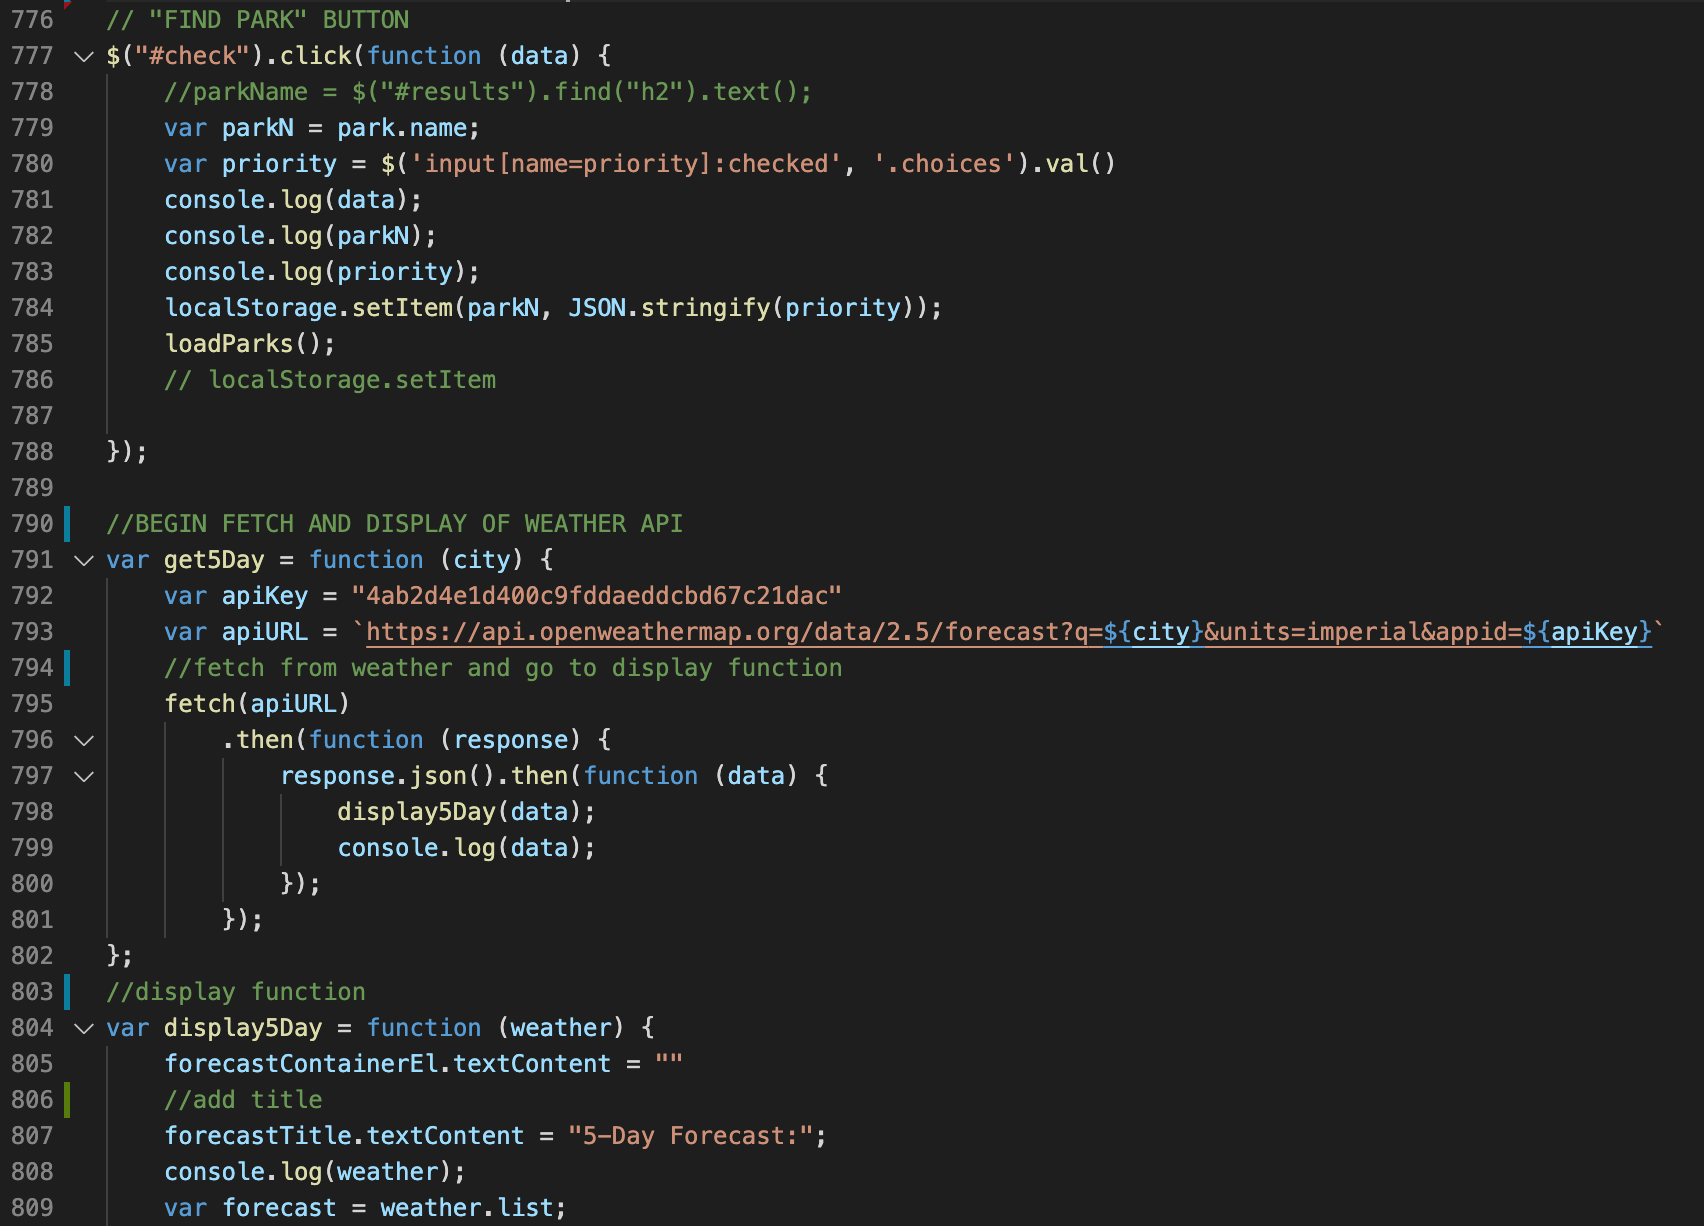 776 // "FIND PARK" BUTTON
777 $("#check").click(function (data) {
778 //parkName = $("#results").find("h2").text();
779 var parkN = park.name;
780 var priority = $('input[name=priority]:checked', '.choices').val()
781 console.log(data);
782 console.log(parkN);
783 console.log(priority);
784 localStorage.setItem(parkN, JSON.stringify(priority));
785 loadParks();
786 // localStorage.setItem
787
788 });
789
790 //BEGIN FETCH AND DISPLAY OF WEATHER API
791 var get5Day = function (city) {
792 var apiKey = "4ab2d4e1d400c9fddaeddcbd67c21dac"
793 var apiURL = `https://api.openweathermap.org/data/2.5/forecast?q=${city}&units=imperial&appid=${apiKey}`
794 //fetch from weather and go to display function
795 fetch(apiURL)
796 .then(function (response) {
797 response.json().then(function (data) {
798 display5Day(data);
799 console.log(data);
800 });
801 });
802 };
803 //display function
804 var display5Day = function (weather) {
805 forecastContainerEl.textContent = ""
806 //add title
807 forecastTitle.textContent = "5-Day Forecast:";
808 console.log(weather);
809 var forecast = weather.list;